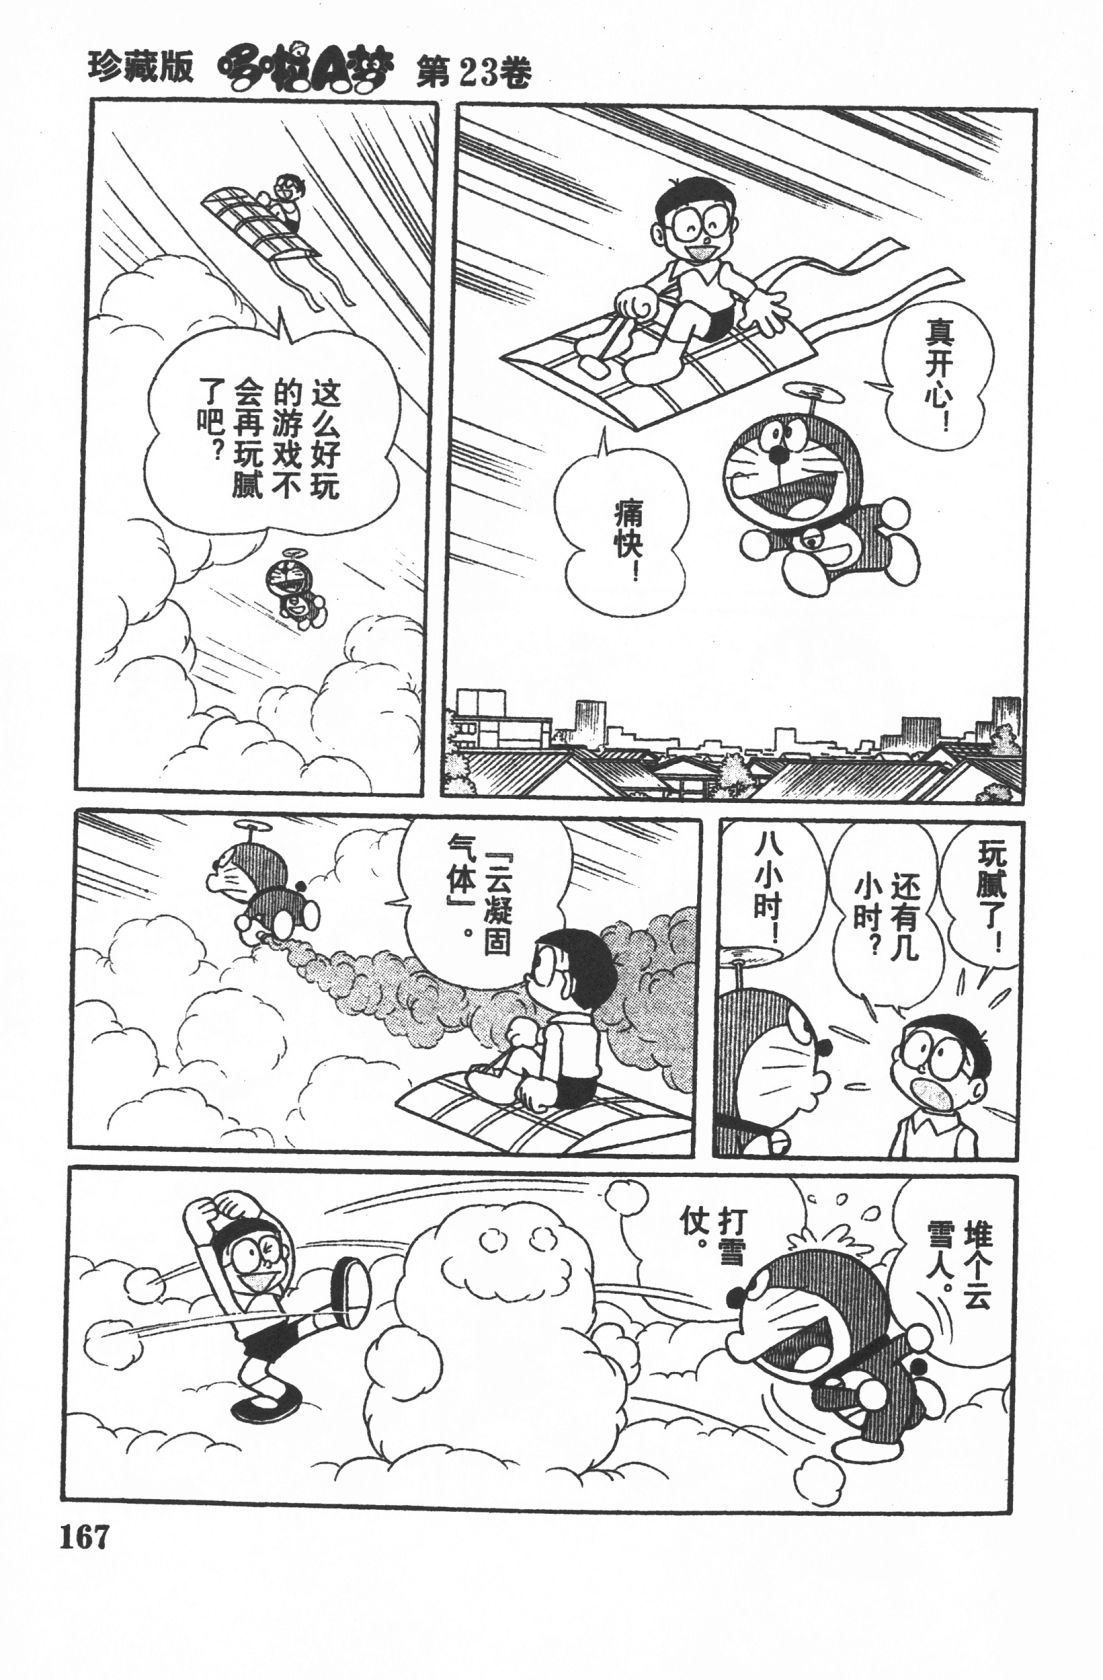 珍藏版 哆啦A梦 第23卷
真开心！
痛快！
这么好玩
的游戏不
会再玩腻
了吧？
玩腻了！
还有几
小时？
八小时！
『云凝固
气体』。
堆个云
雪人。
打雪
仗。
167